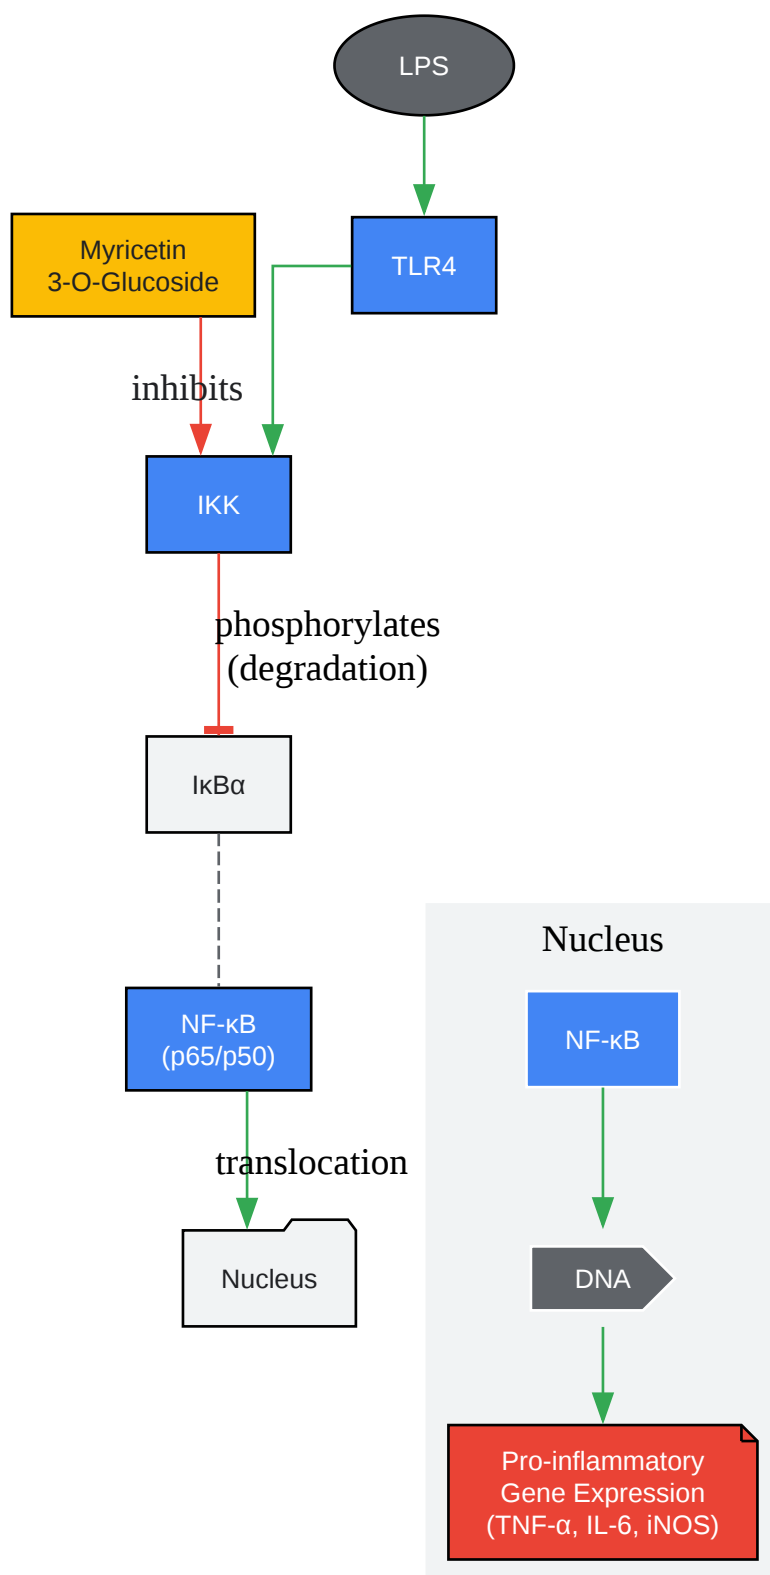 LPS
Myricetin
3-O-Glucoside
TLR4
inhibits
IKK
phosphorylates
(degradation)
IκBα
NF-κB
(p65/p50)
translocation
Nucleus
Nucleus
NF-κB
DNA
Pro-inflammatory
Gene Expression
(TNF-α, IL-6, iNOS)